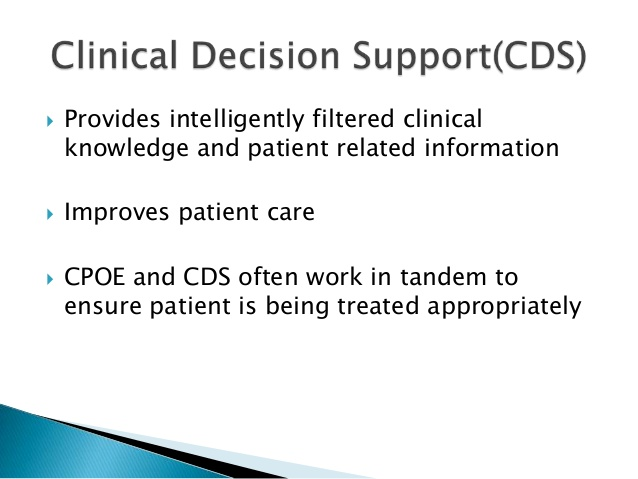 Clinical Decision Support(CDS)
Provides intelligently filtered clinical
knowledge and patient related information
Improves patient care
CPOE and CDS often work in tandem to
ensure patient is being treated appropriately